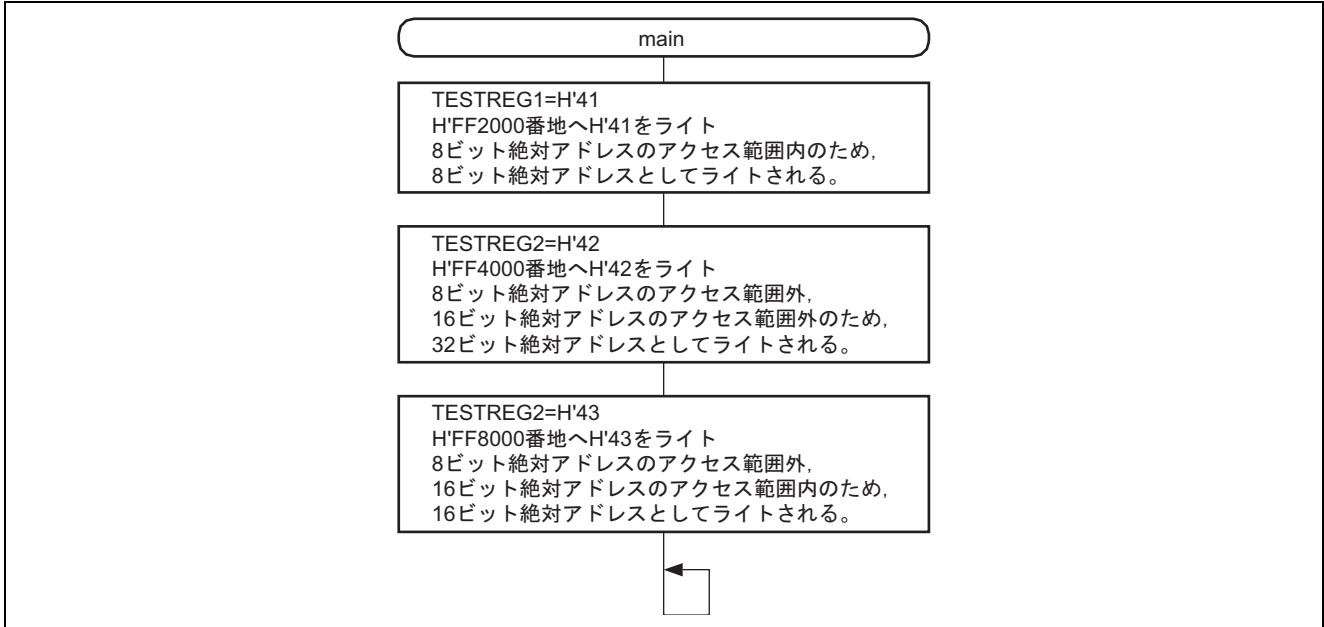 main
TESTREG1=H'41
H'FF2000番地へH'41をライト
8ビット絶対アドレスのアクセス範囲内のため,
8ビット絶対アドレスとしてライトされる。
TESTREG2=H'42
H'FF4000番地へH'42をライト
8ビット絶対アドレスのアクセス範囲外,
16ビット絶対アドレスのアクセス範囲外のため,
32ビット絶対アドレスとしてライトされる。
TESTREG2=H'43
H'FF8000番地へH'43をライト
8ビット絶対アドレスのアクセス範囲外,
16ビット絶対アドレスのアクセス範囲内のため,
16ビット絶対アドレスとしてライトされる。